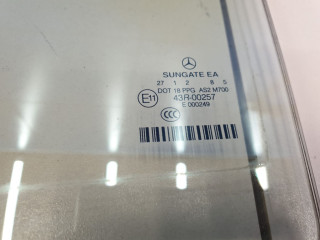 SUNGATE EA
27 1 2 8 5
DOT 18 PPG AS2 M700
E11 43R-00257
E 000249
CCC